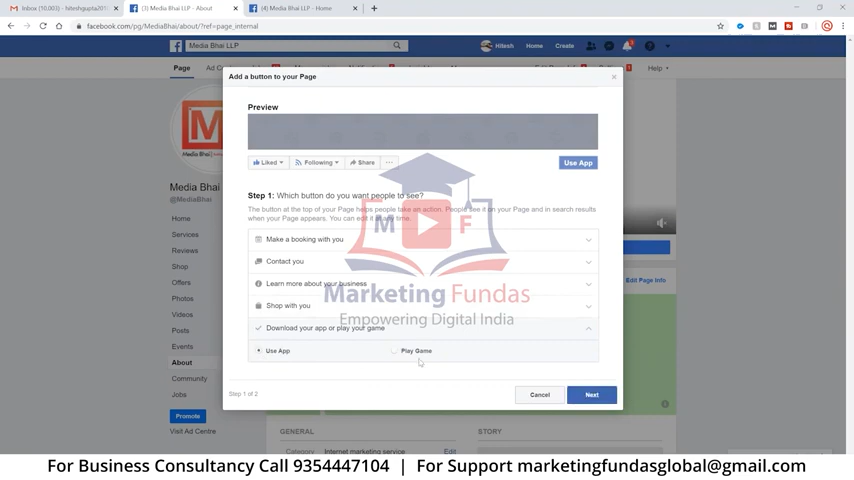 Inbox (10,003) - hiteshgupta201
(3) Media Bhai LLP - About
(4) Media Bhai LLP - Home
facebook.com/pg/MediaBhai/about/?ref=page_internal
Media Bhai LLP
Hitesh
Home
Create
Page
Ad C
Help
Add a button to your Page
Preview
Liked
Following
Share
Use App
Step 1: Which button do you want people to see?
The button at the top of your Page helps people take an action. People see it on your Page and in search results
when your Page appears. You can edit it at any time.
Make a booking with you
Contact you
Learn more about your business
Shop with you
Download your app or play your game
Use App
Play Game
Step 1 of 2
Cancel
Next
M F
Marketing Fundas
Empowering Digital India
Media Bhai
@MediaBhai
Home
Services
Reviews
Shop
Offers
Photos
Videos
Posts
Events
About
Community
Jobs
Promote
Visit Ad Centre
Edit Page Info
GENERAL
STORY
Category
Internet marketing service
Edit
For Business Consultancy Call 9354447104 | For Support marketingfundasglobal@gmail.com